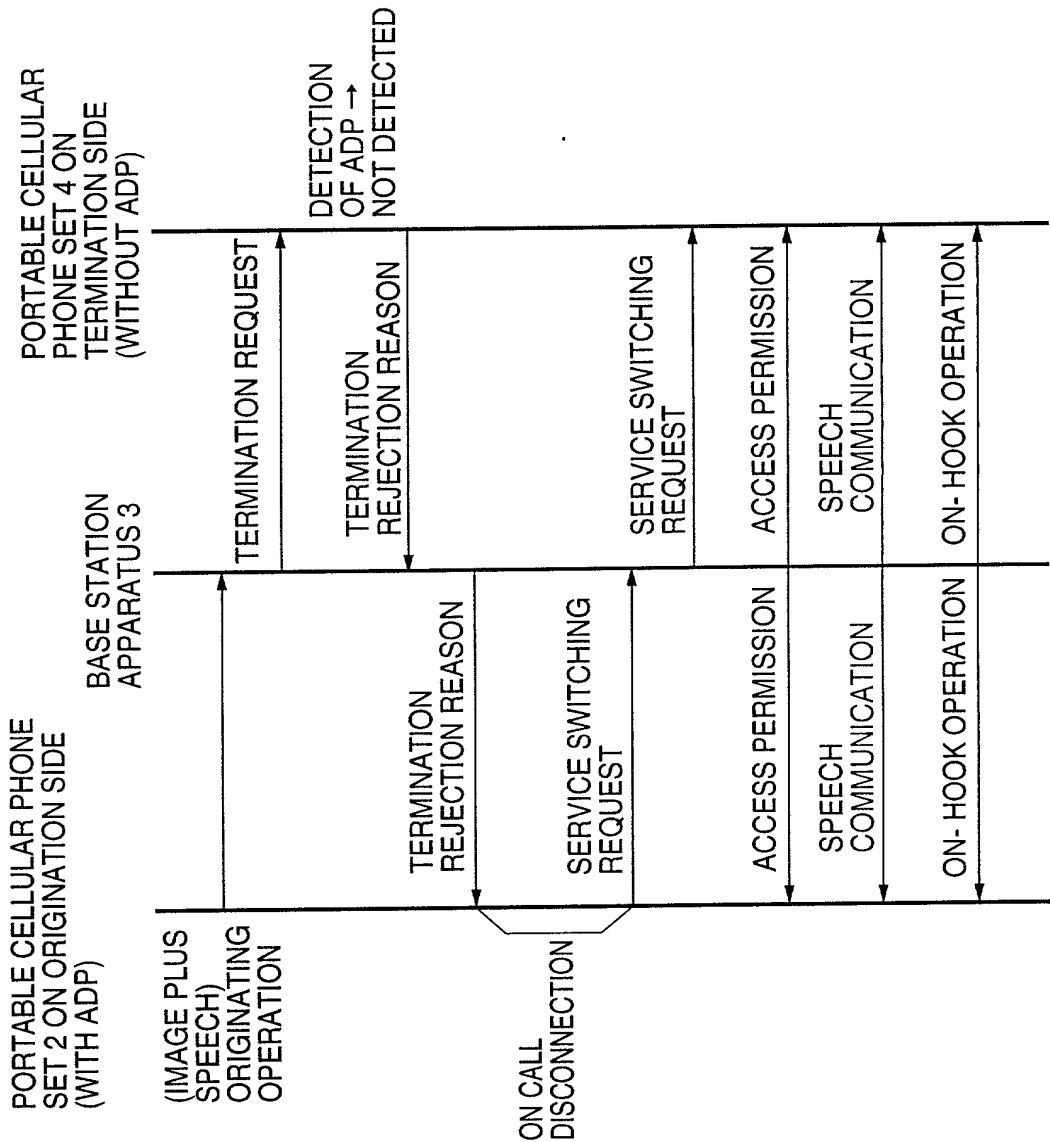 PORTABLE CELLULAR PHONE
SET 2 ON ORIGINATION SIDE
(WITH ADP)
BASE STATION
APPARATUS 3
PORTABLE CELLULAR
PHONE SET 4 ON
TERMINATION SIDE
(WITHOUT ADP)
(IMAGE PLUS
SPEECH)
ORIGINATING
OPERATION
TERMINATION REQUEST
DETECTION
OF ADP →
NOT DETECTED
TERMINATION
REJECTION REASON
TERMINATION
REJECTION REASON
ON CALL
DISCONNECTION
SERVICE SWITCHING
REQUEST
SERVICE SWITCHING
REQUEST
ACCESS PERMISSION
ACCESS PERMISSION
SPEECH
COMMUNICATION
SPEECH
COMMUNICATION
ON- HOOK OPERATION
ON- HOOK OPERATION